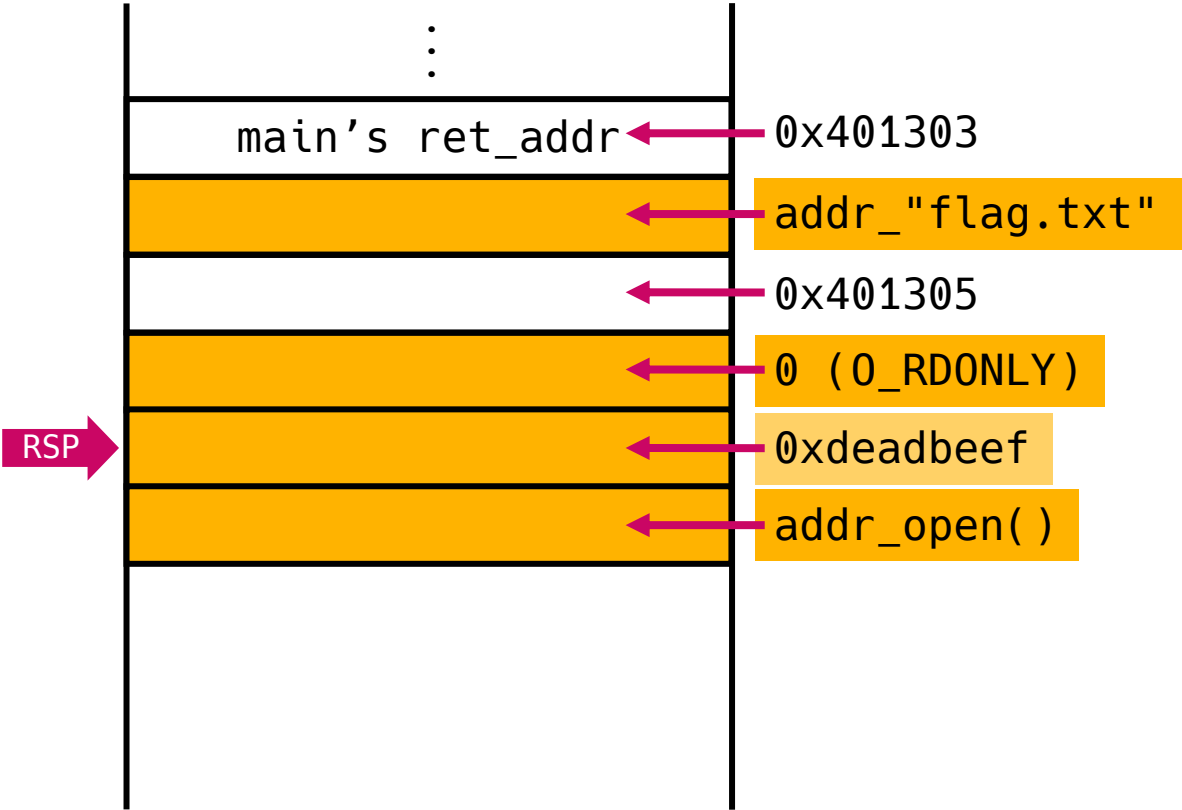 ⋮
main’s ret_addr
0x401303
addr_"flag.txt"
0x401305
0 (O_RDONLY)
RSP
0xdeadbeef
addr_open()